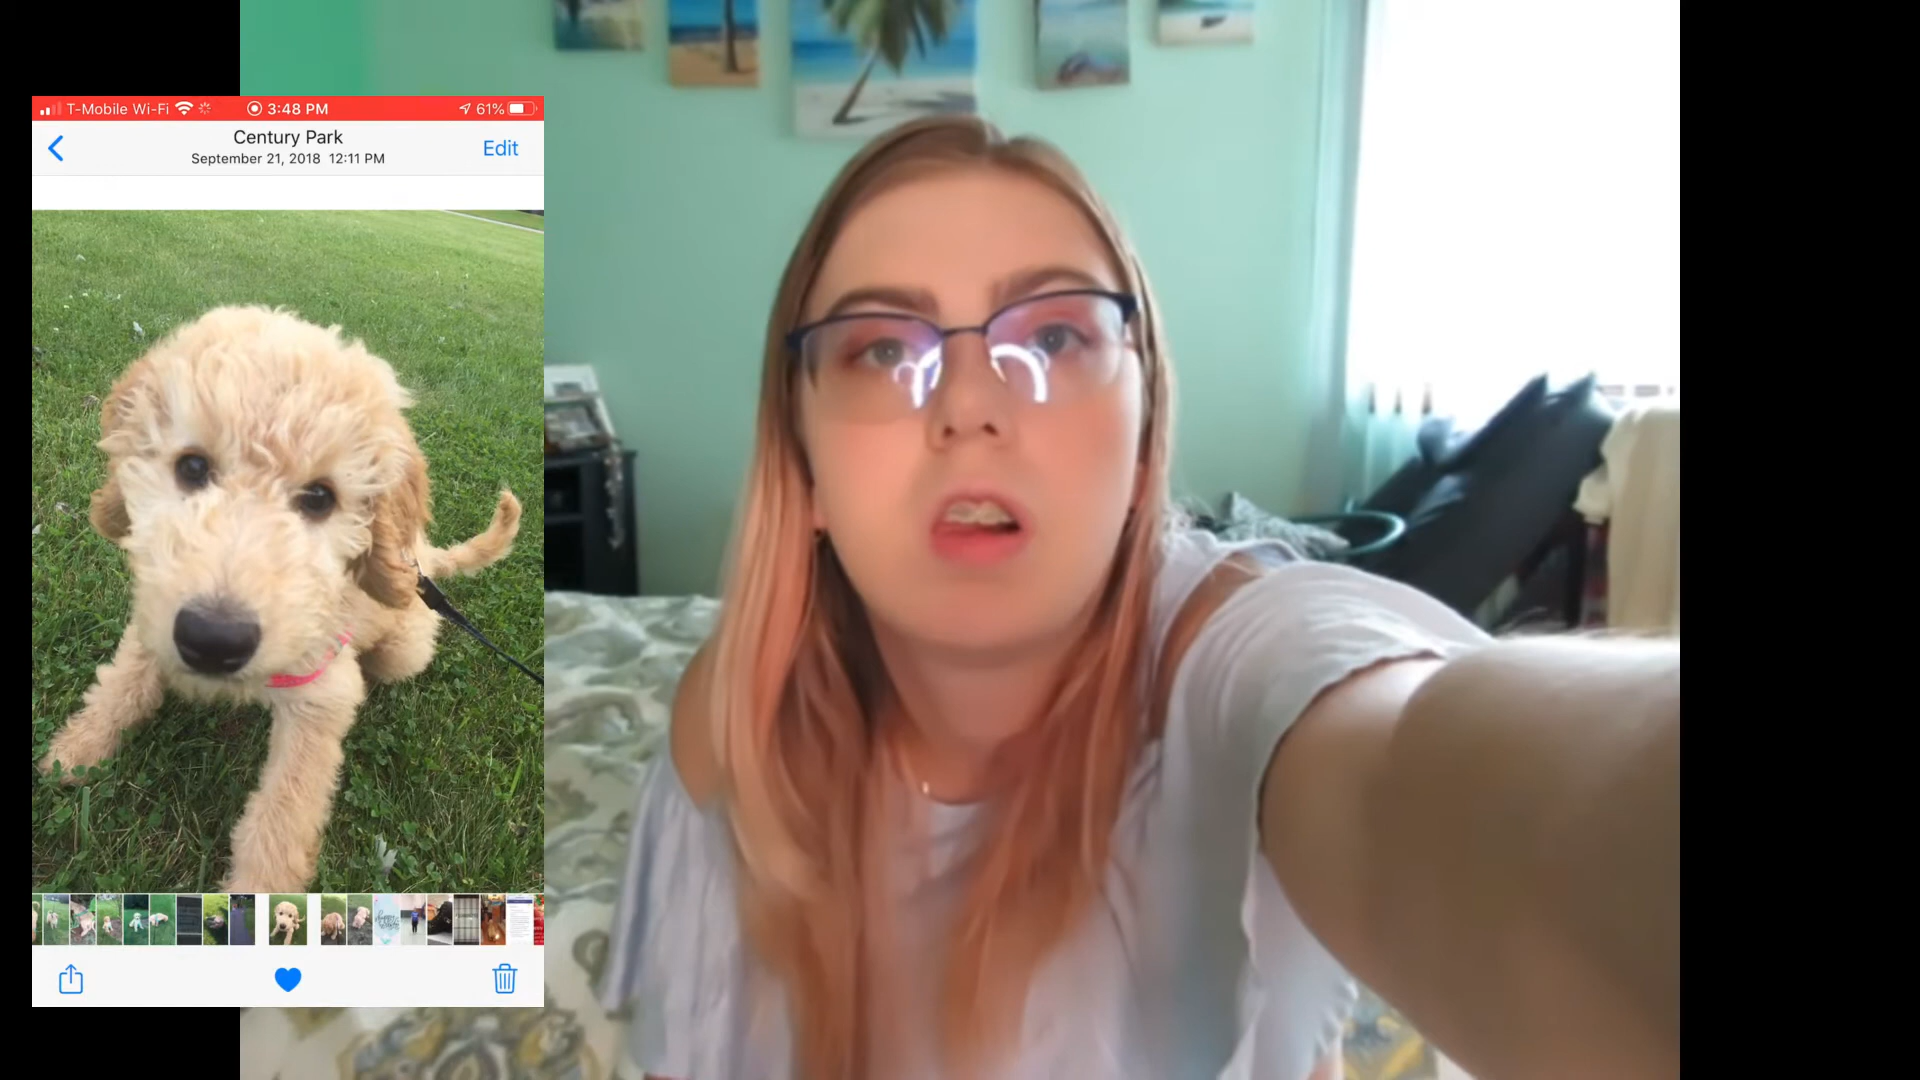 T-Mobile Wi-Fi 3:48 PM 61%
Century Park
September 21, 2018 12:11 PM
Edit